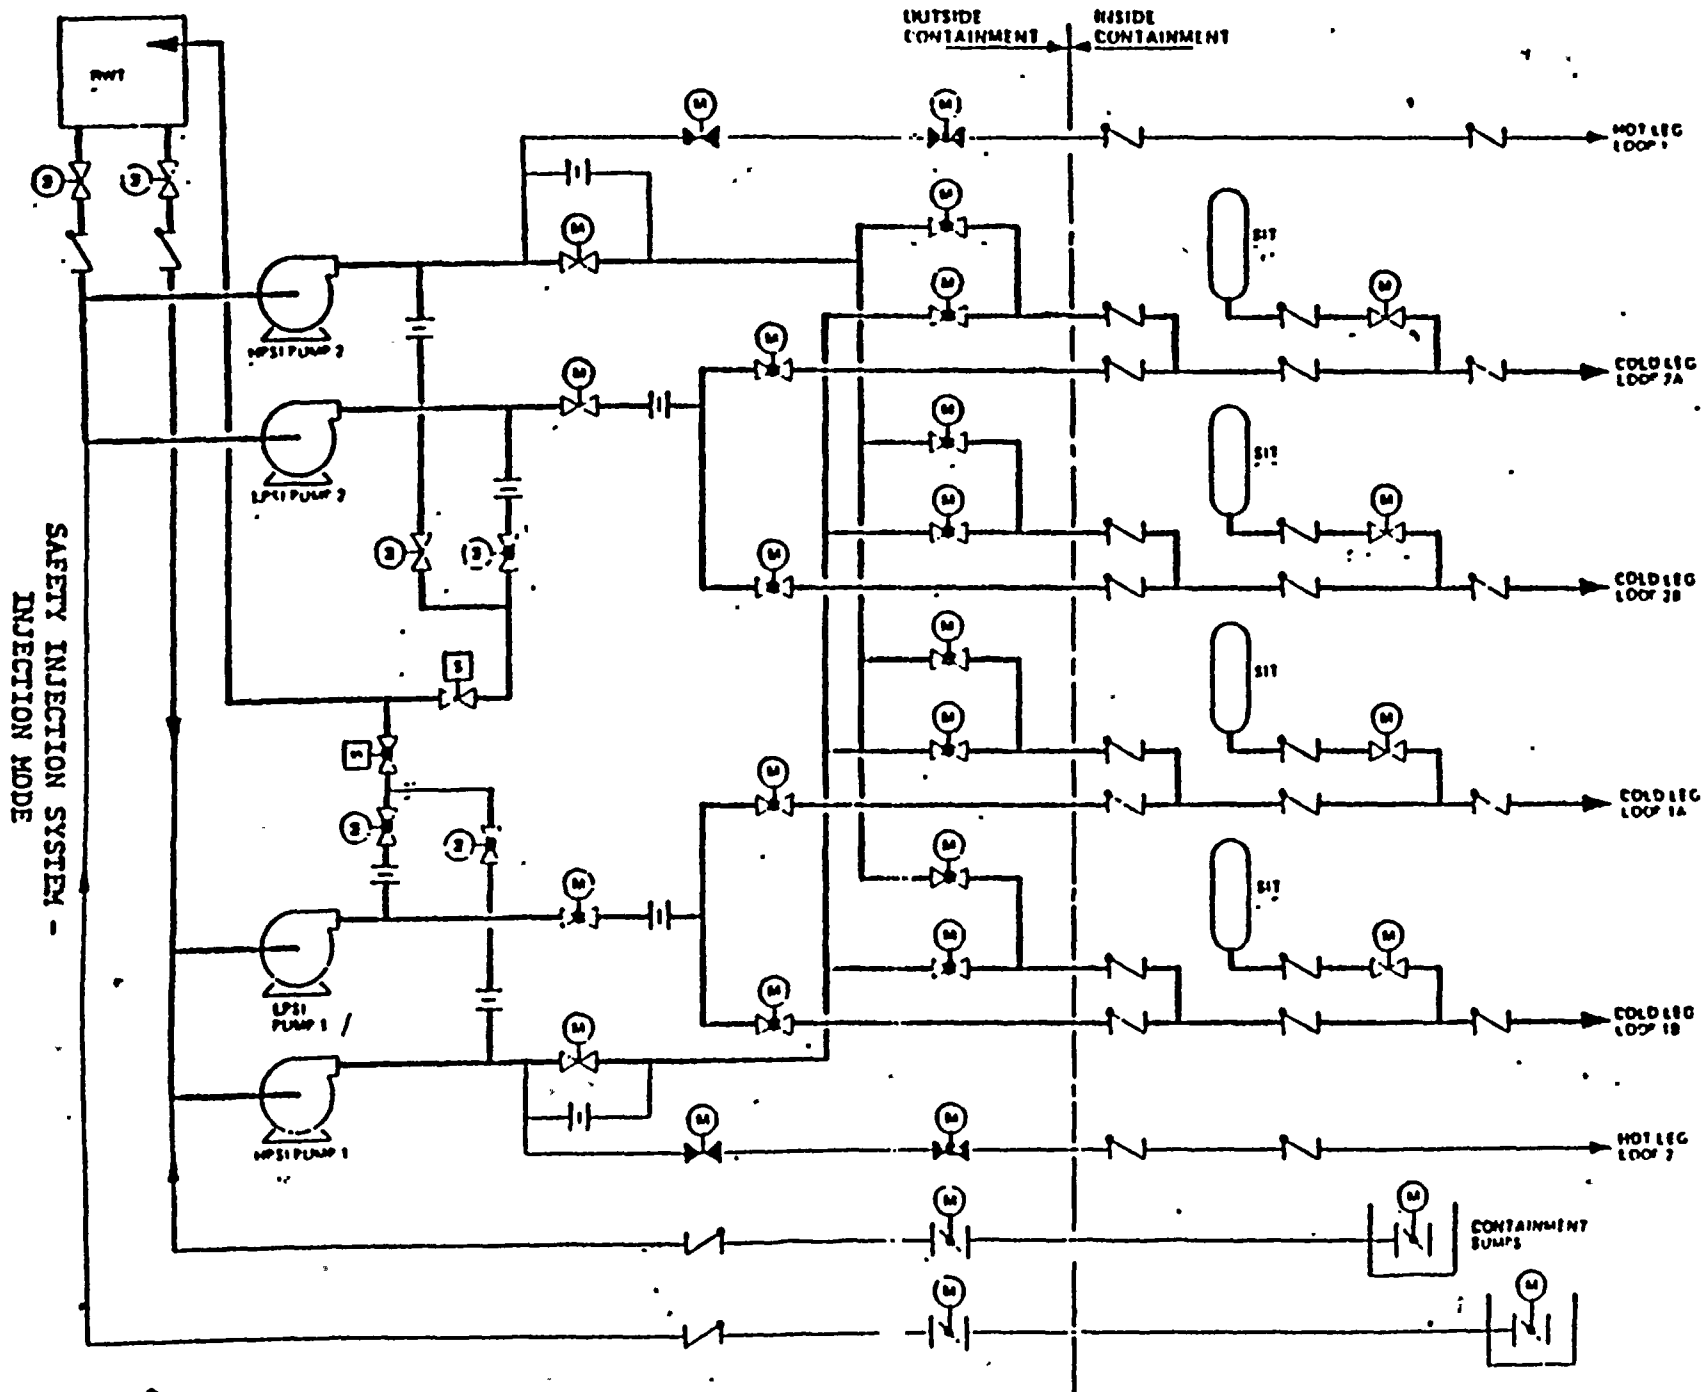 OUTSIDE
CONTAINMENT
INSIDE
CONTAINMENT
RWT
M
M
HOT LEG
LOOP 1
S
S
M
M
SIT
M
M
HPSI PUMP 2
M
COLD LEG
LOOP 2A
M
M
SIT
LPSI PUMP 2
M
M
S
S
M
COLD LEG
LOOP 2B
M
SIT
S
M
M
S
M
COLD LEG
LOOP 1A
S
S
M
SIT
M
M
M
LPSI
PUMP 1
M
COLD LEG
LOOP 1B
M
HPSI PUMP 1
M
M
HOT LEG
LOOP 2
M
M
CONTAINMENT
SUMPS
M
M
SAFETY INJECTION SYSTEM -
INJECTION MODE